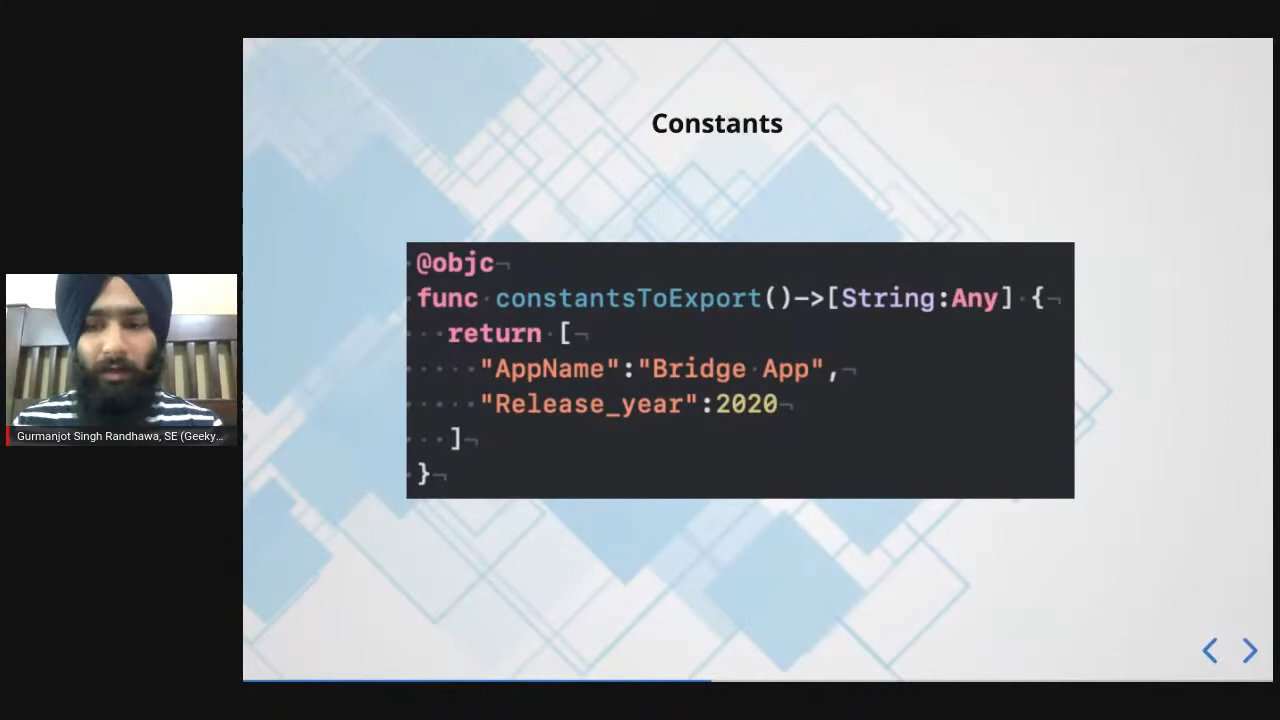 Constants
@objc
func constantsToExport()->[String:Any] {
return [
"AppName":"Bridge App",
"Release_year":2020
]
}
Gurmanjot Singh Randhawa, SE (Geeky...